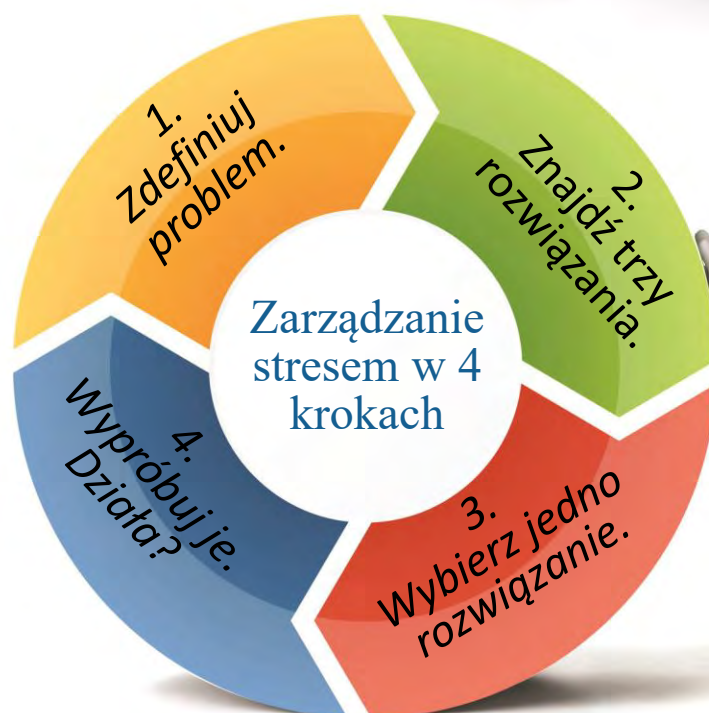 Zarządzanie
stresem w 4
krokach
1.
Zdefiniuj
problem.
2.
Znajdź trzy
rozwiązania.
3.
Wybierz jedno
rozwiązanie.
4.
Wypróbuj je.
Działa?